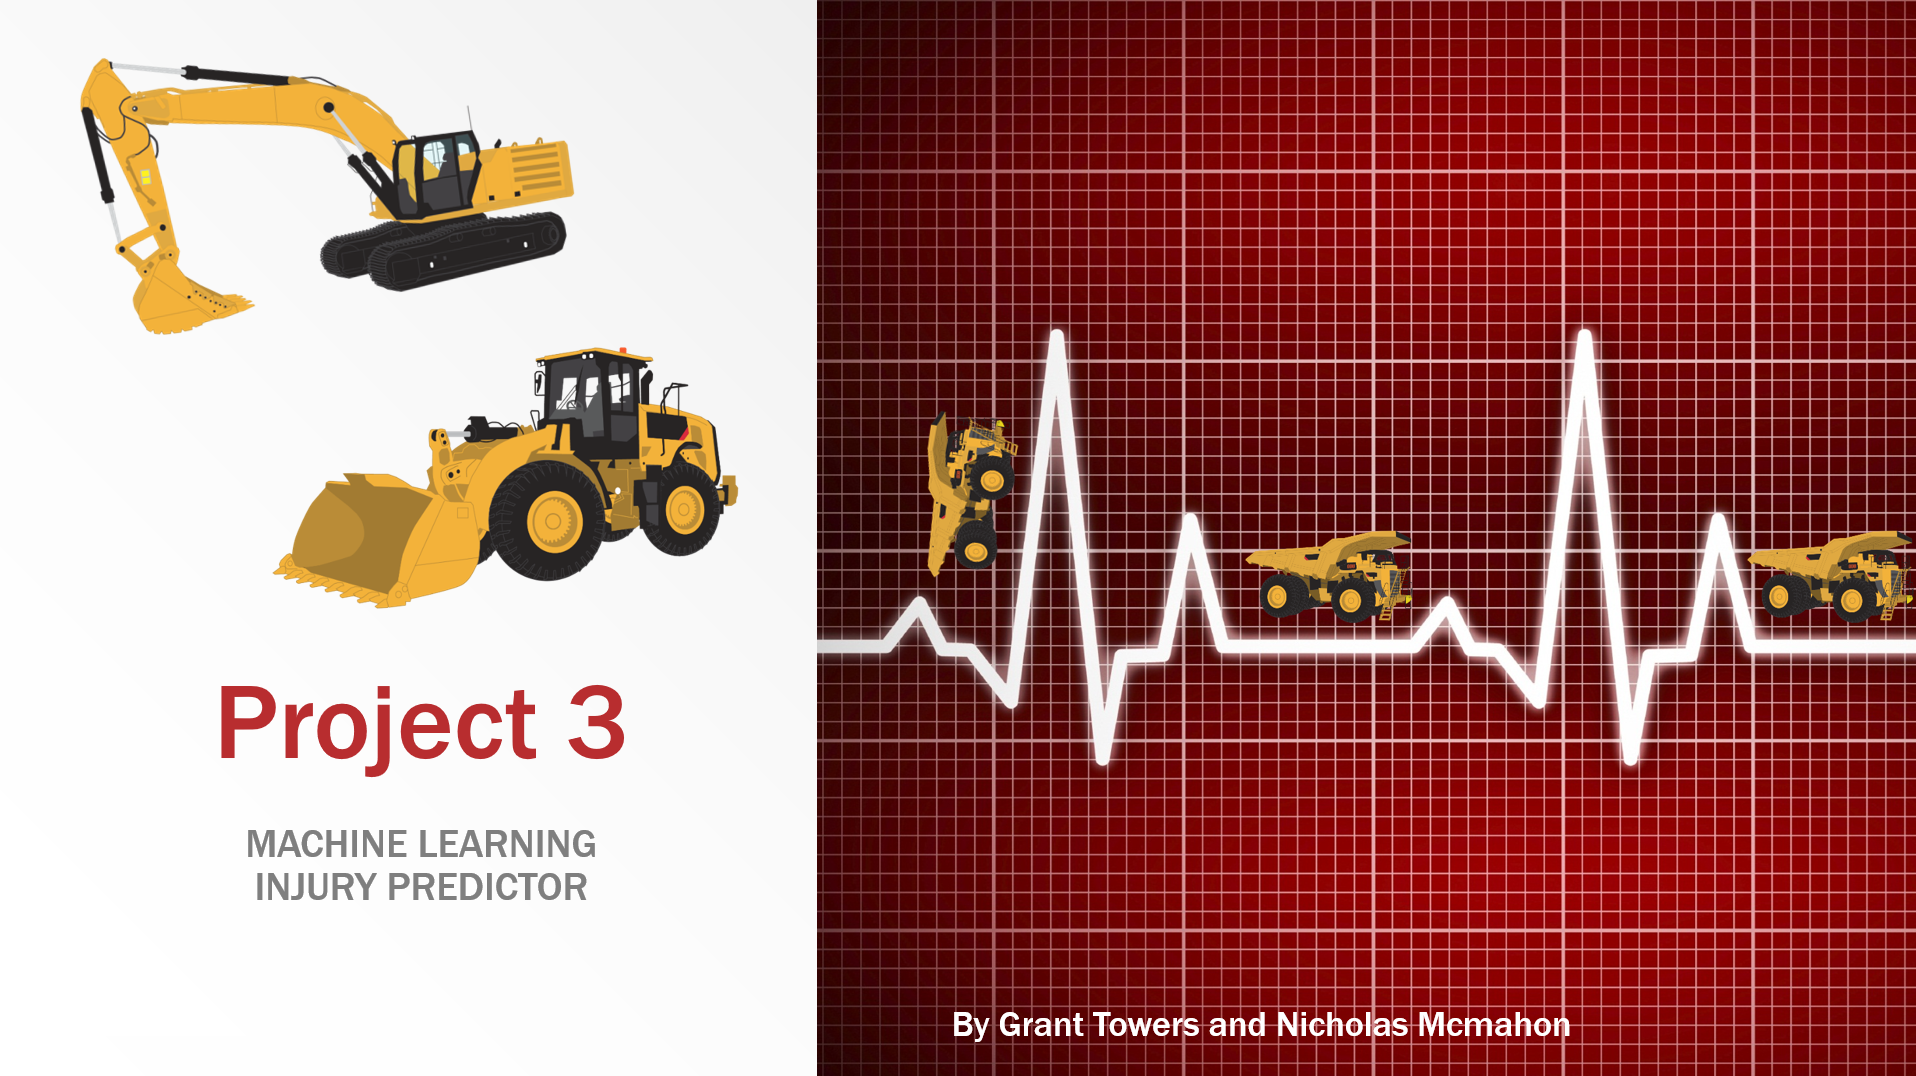 Project 3
MACHINE LEARNING
INJURY PREDICTOR
By Grant Towers and Nicholas Mcmahon